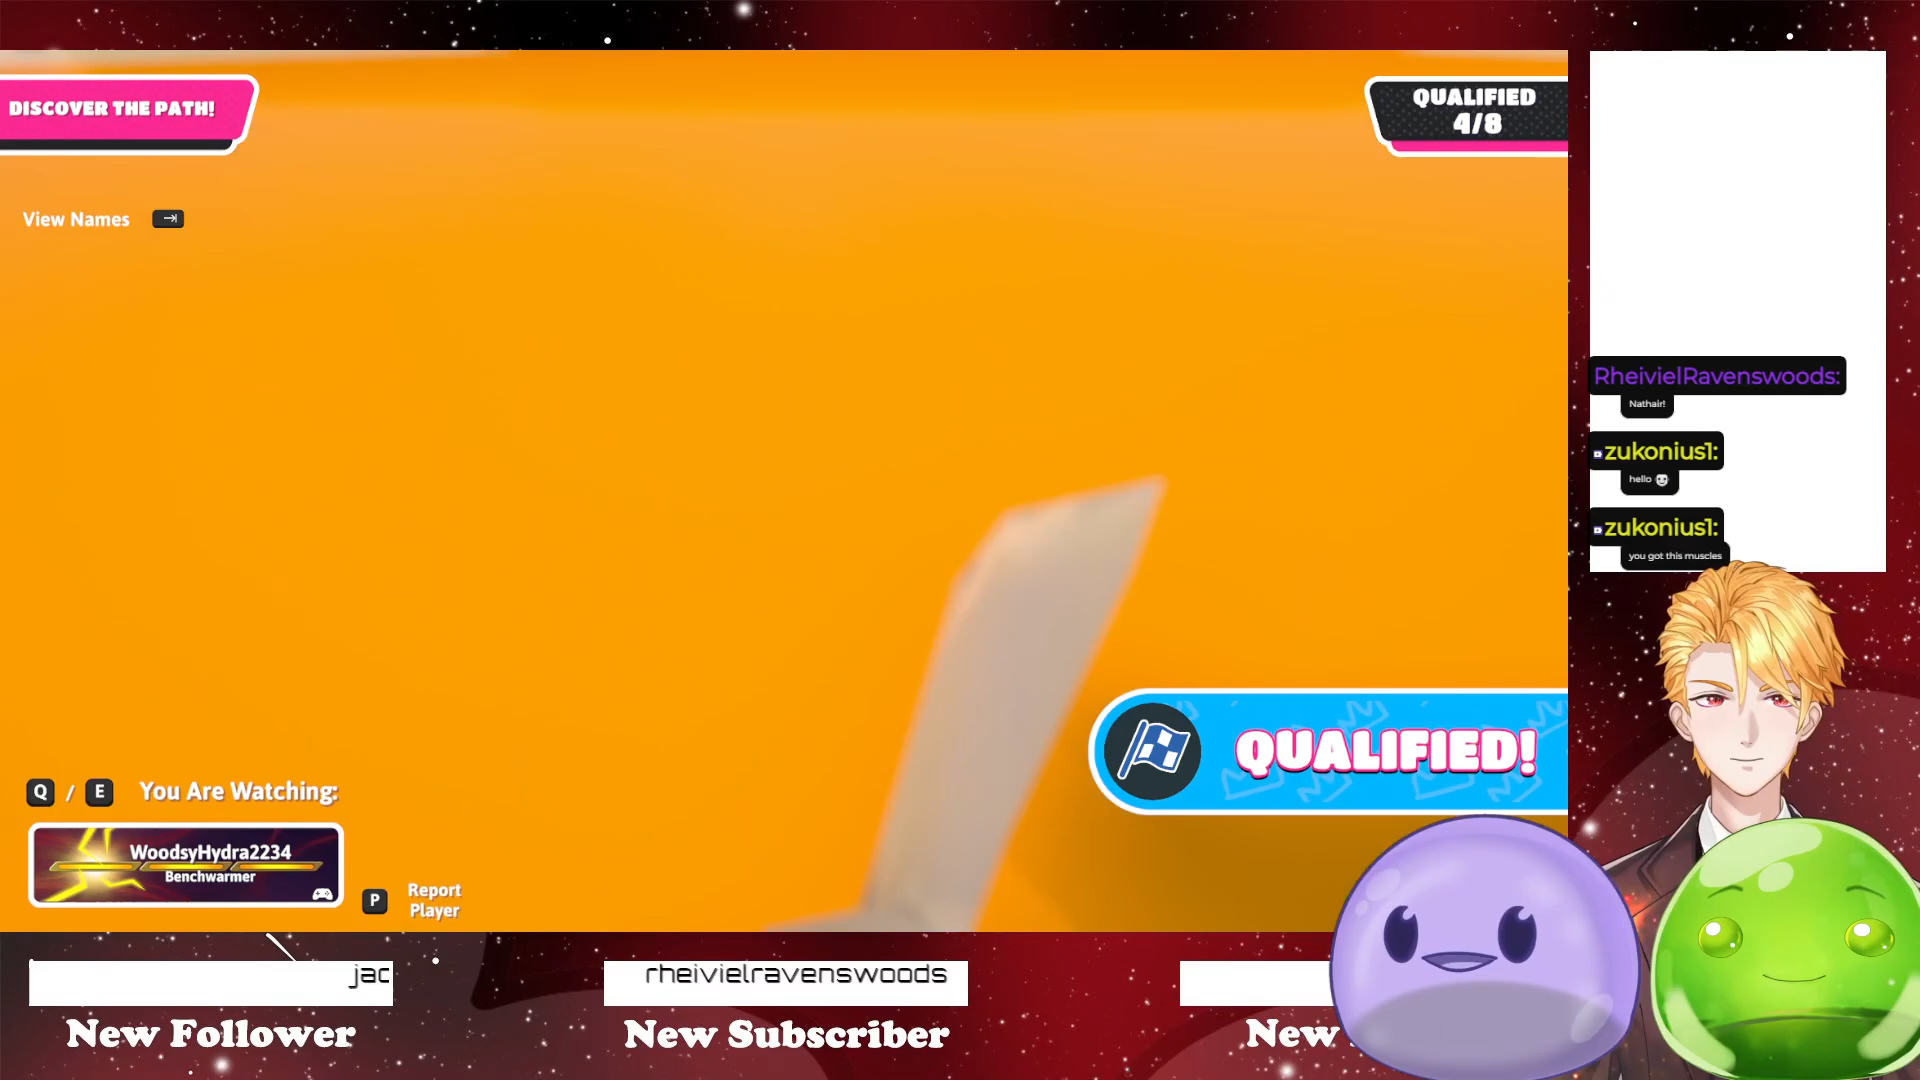 DISCOVER THE PATH!
QUALIFIED
4/8
View Names
RheivielRavenswoods:
Nathair!
zukonius1:
hello
zukonius1:
you got this muscles
QUALIFIED!
Q / E You Are Watching:
WoodsyHydra2234
Benchwarmer
P Report
Player
jac
rheivielravenswoods
New Follower
New Subscriber
New